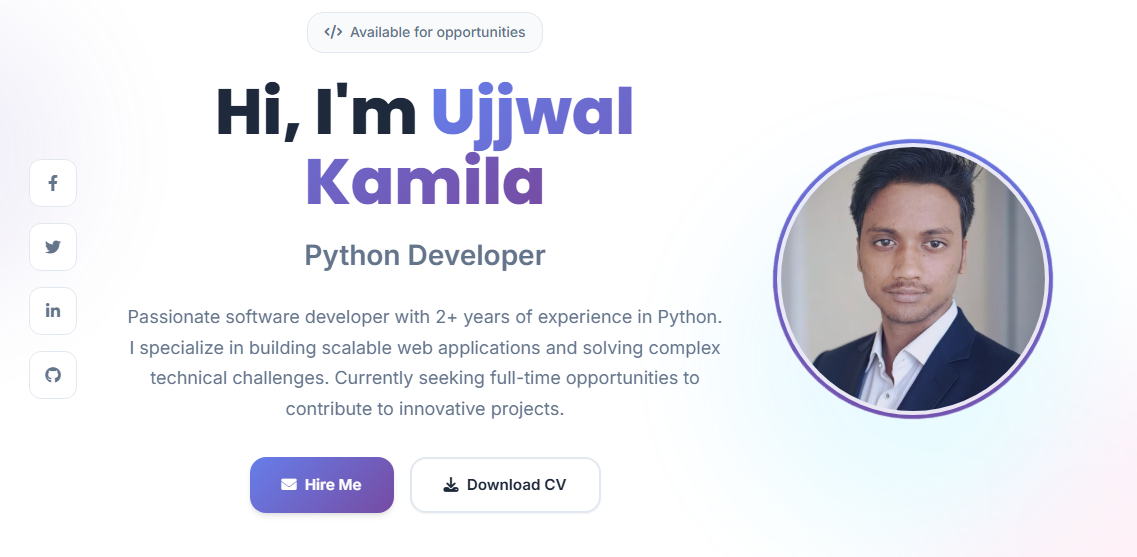 </> Available for opportunities
Hi, I'm Ujjwal
Kamila
Python Developer
Passionate software developer with 2+ years of experience in Python.
I specialize in building scalable web applications and solving complex
technical challenges. Currently seeking full-time opportunities to
contribute to innovative projects.
Hire Me
Download CV